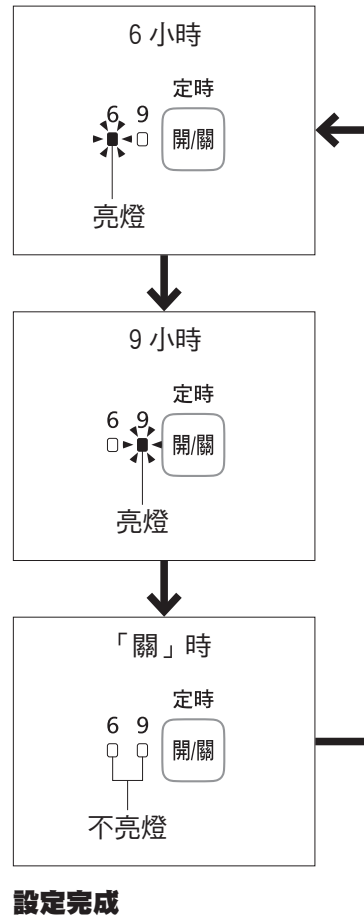 6 小時
定時
6 9
開/關
亮燈
9 小時
定時
6 9
開/關
亮燈
「關」時
定時
6 9
開/關
不亮燈
設定完成